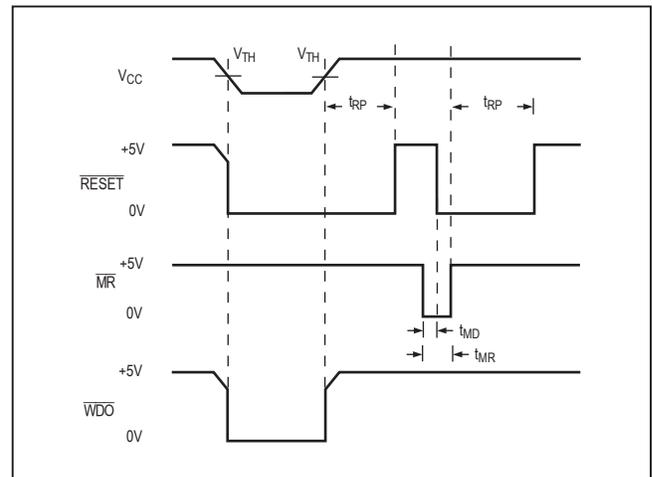 VTH VTH
VCC
tRP tRP
+5V
RESET
0V
+5V
MR
0V
tMD
tMR
+5V
WDO
0V